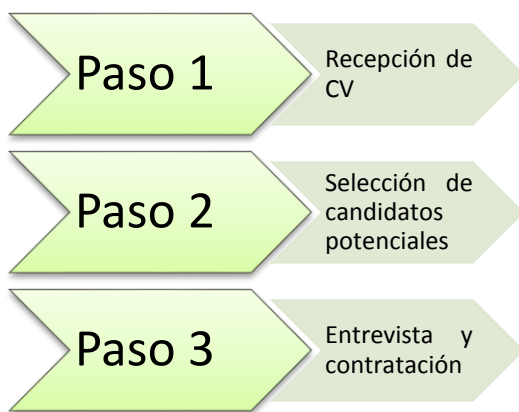 Paso 1
Recepción de
CV
Paso 2
Selección de
candidatos
potenciales
Paso 3
Entrevista y
contratación